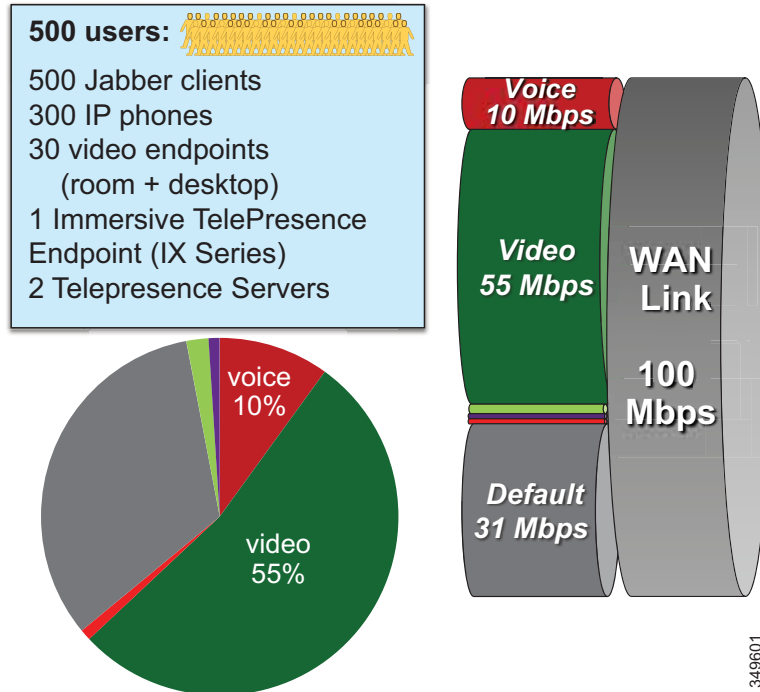 500 users:
500 Jabber clients
300 IP phones
30 video endpoints
(room + desktop)
1 Immersive TelePresence
Endpoint (IX Series)
2 Telepresence Servers
voice
10%
video
55%
Voice
10 Mbps
Video
55 Mbps
Default
31 Mbps
WAN
Link
100
Mbps
349601